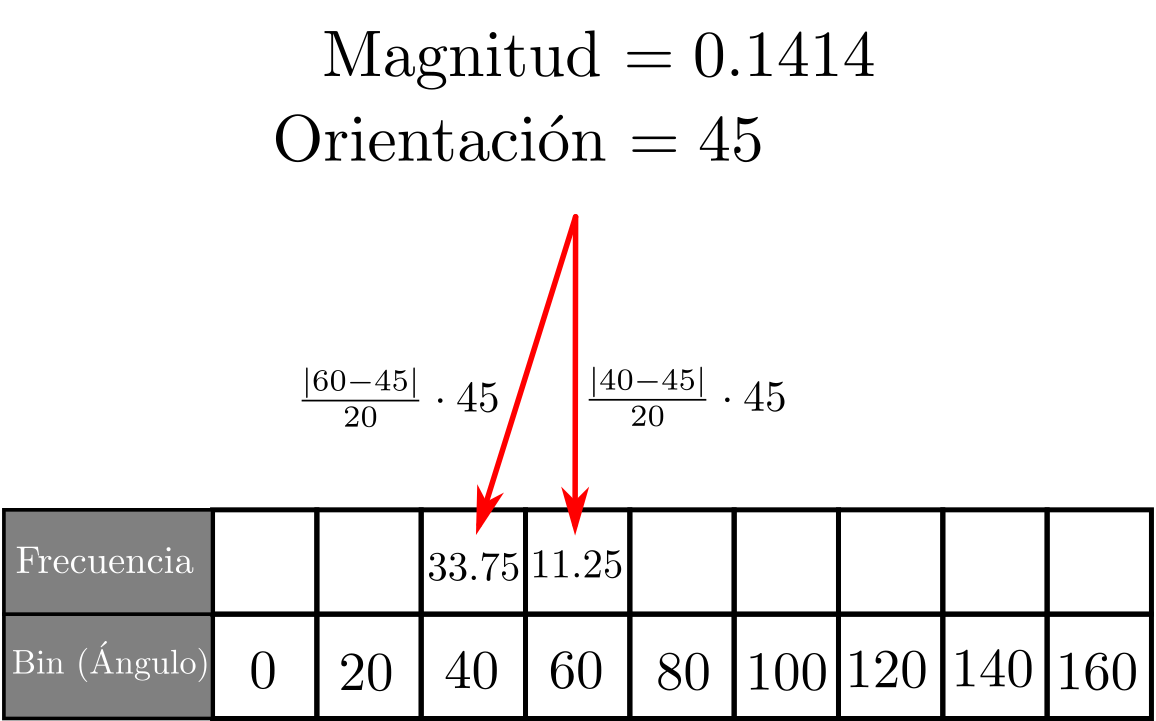 Magnitud = 0.1414
Orientación = 45
|60−45|/20 · 45 |40−45|/20 · 45
Frecuencia 33.75 11.25
Bin (Ángulo) 0 20 40 60 80 100 120 140 160